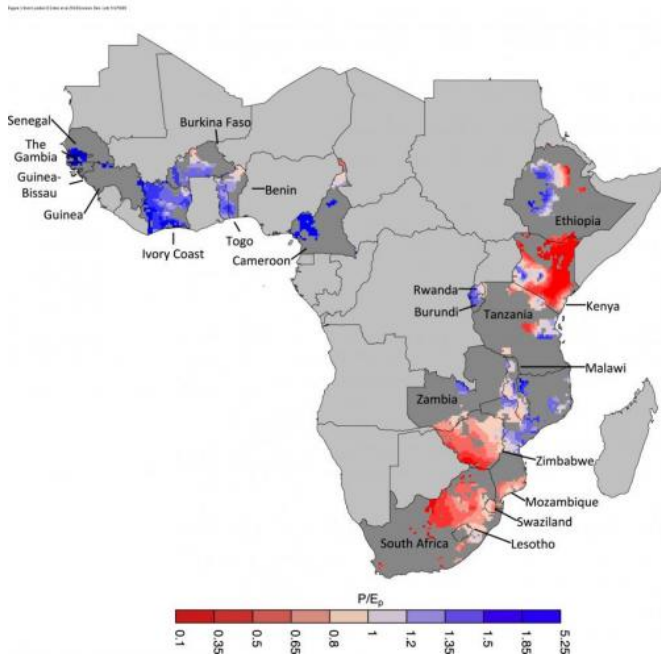 Burkina Faso
Senegal
The
Gambia
Guinea-
Bissau
Guinea
Benin
Togo
Ivory Coast
Cameroon
Ethiopia
Rwanda
Burundi
Tanzania
Kenya
Malawi
Zambia
Zimbabwe
Mozambique
Swaziland
Lesotho
South Africa
P/Ep
0.1
0.35
0.5
0.65
0.8
1
1.2
1.35
1.5
1.85
5.25